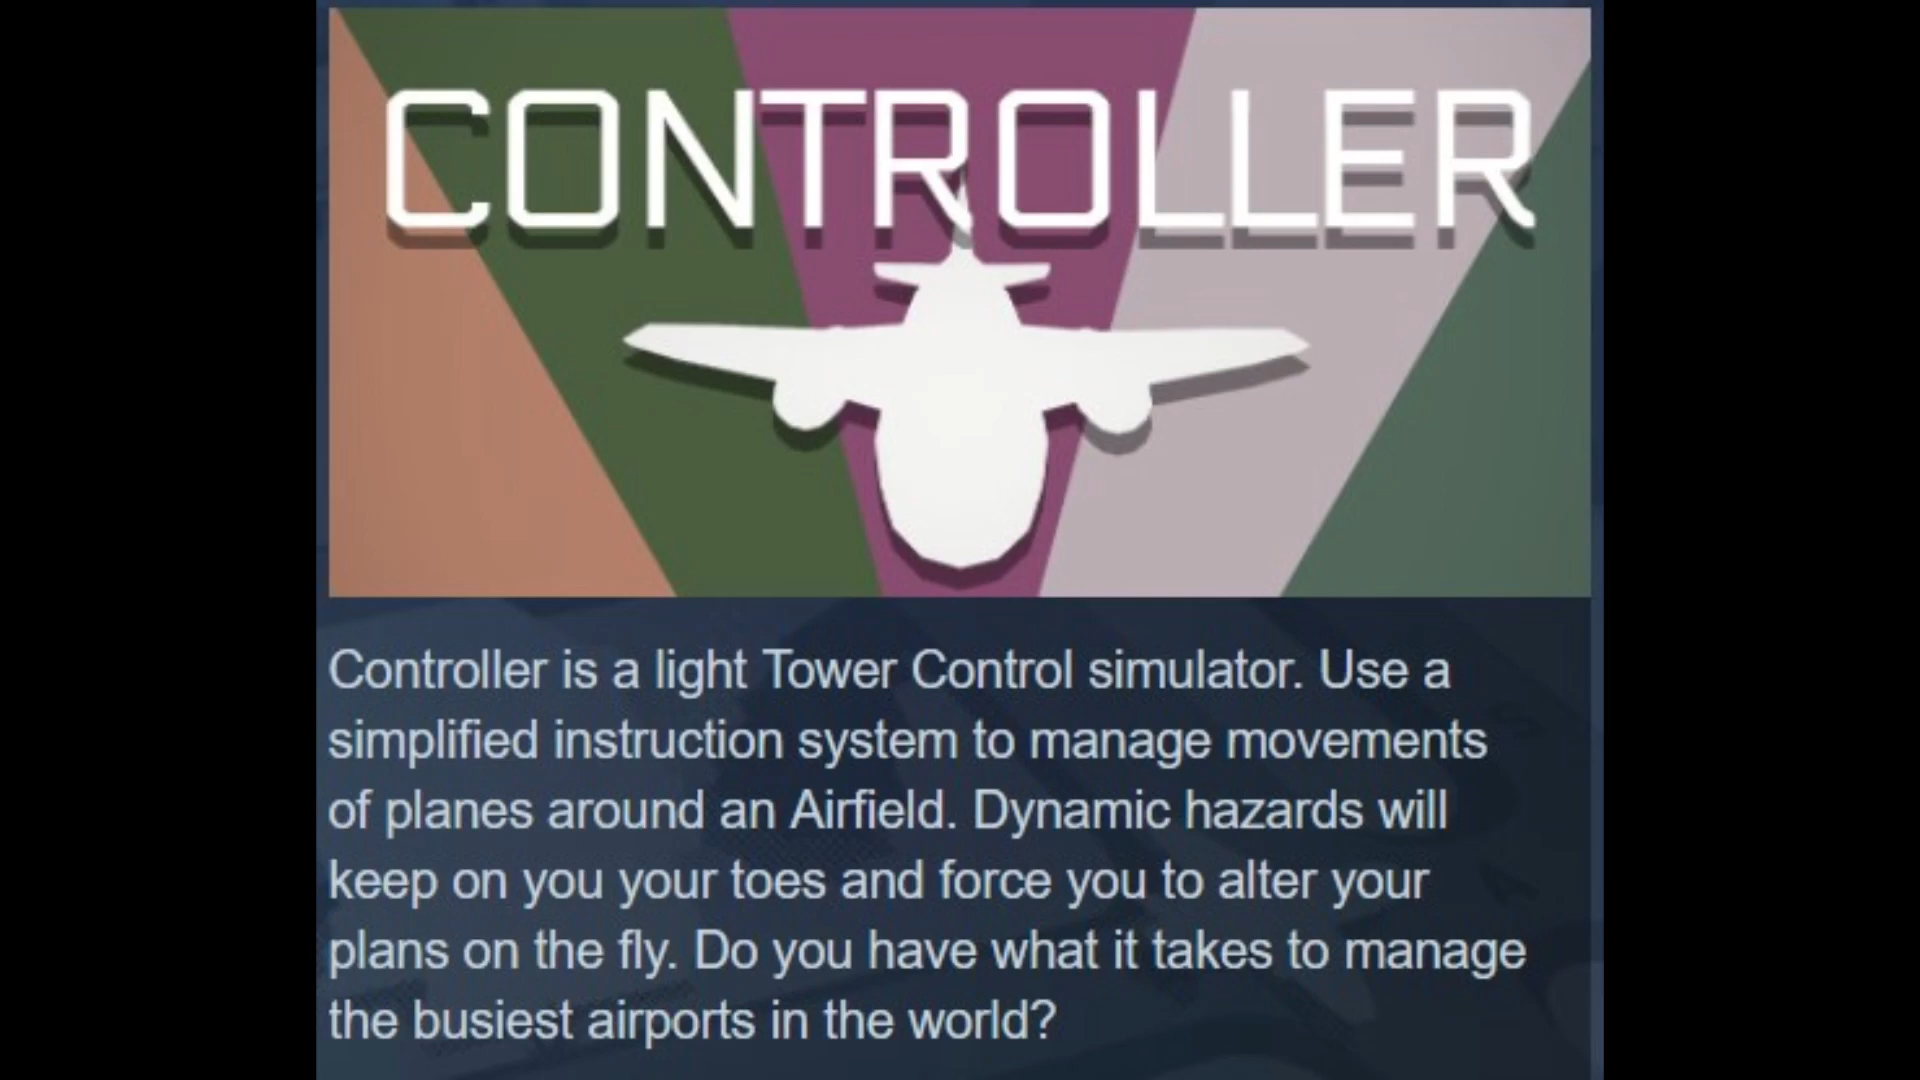 CONTROLLER
Controller is a light Tower Control simulator. Use a
simplified instruction system to manage movements
of planes around an Airfield. Dynamic hazards will
keep on you your toes and force you to alter your
plans on the fly. Do you have what it takes to manage
the busiest airports in the world?